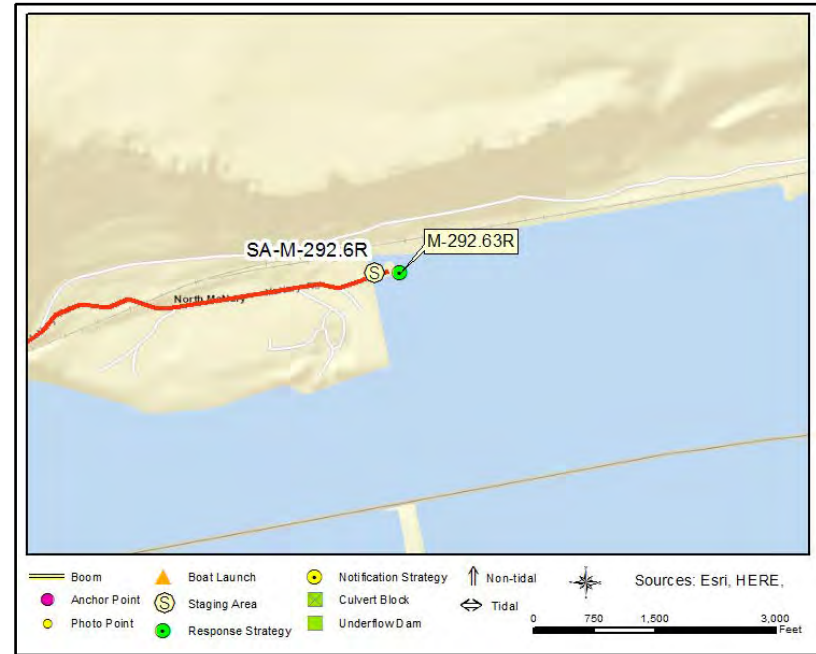 SA-M-292.6R
M-292.63R
S
North McNary
Boom
Anchor Point
Photo Point
Boat Launch
S Staging Area
Response Strategy
Notification Strategy
Culvert Block
Underflow Dam
Non-tidal
Tidal
Sources: Esri, HERE,
0 750 1,500 3,000
Feet